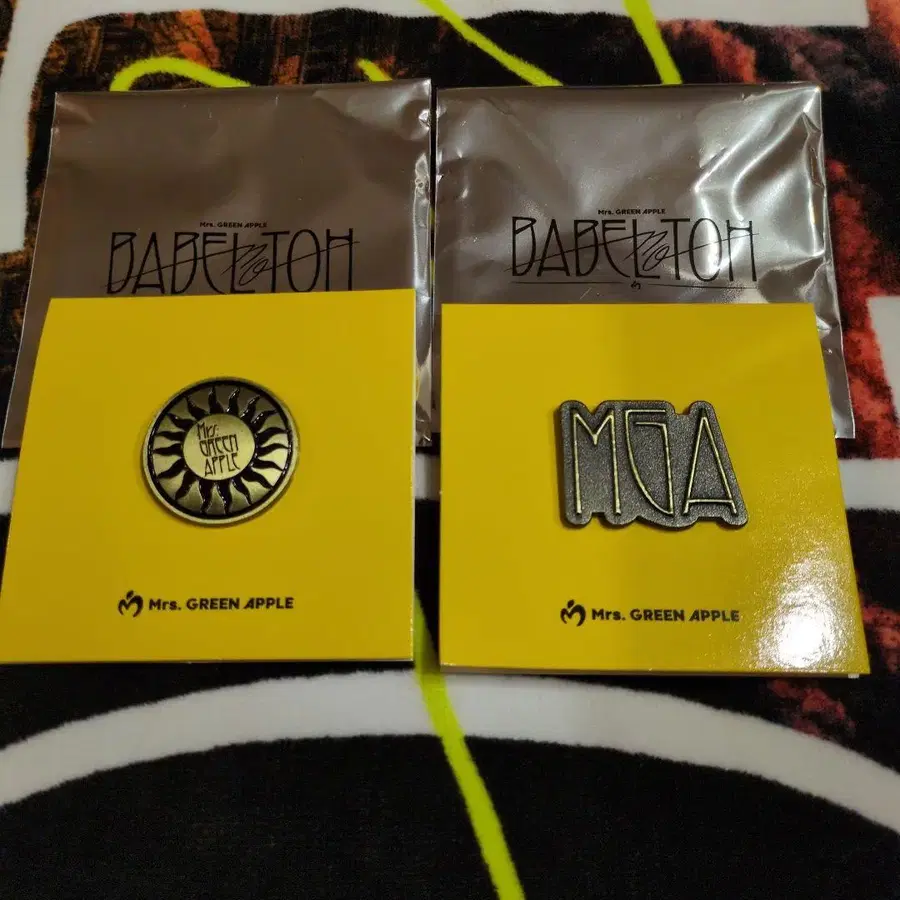 Mrs. GREEN APPLE
BABEL no TOH
Mrs. GREEN APPLE
BABEL no TOH
Mrs.
GREEN
APPLE
Mrs. GREEN APPLE
MGA
Mrs. GREEN APPLE